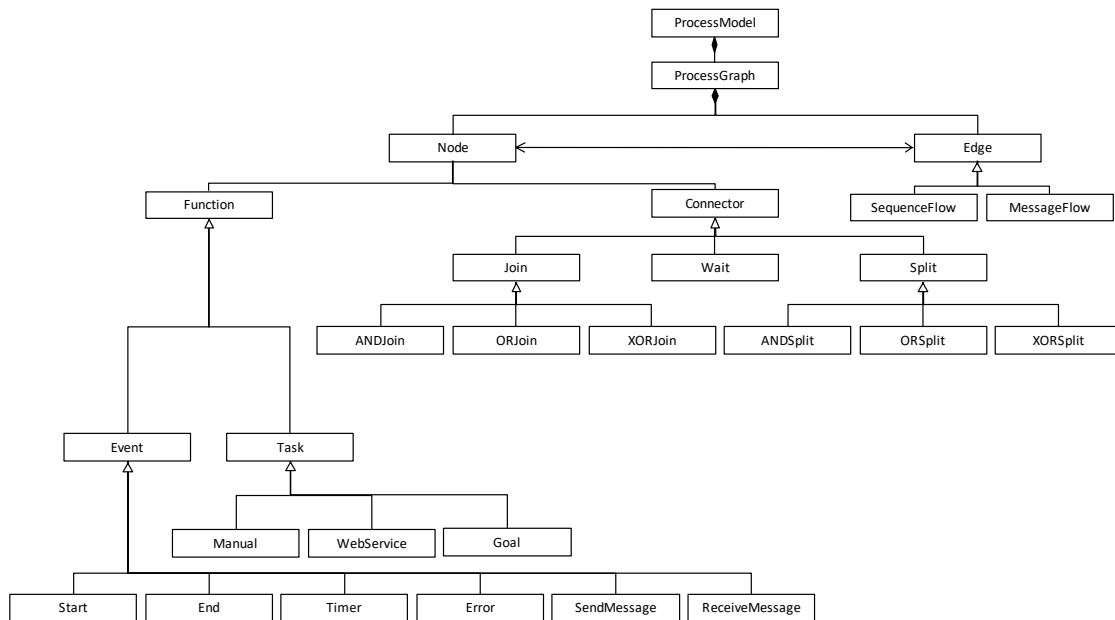 ProcessModel
ProcessGraph
Node
Edge
Function
Connector
SequenceFlow
MessageFlow
Join
Wait
Split
ANDJoin
ORJoin
XORJoin
ANDSplit
ORSplit
XORSplit
Event
Task
Manual
WebService
Goal
Start
End
Timer
Error
SendMessage
ReceiveMessage